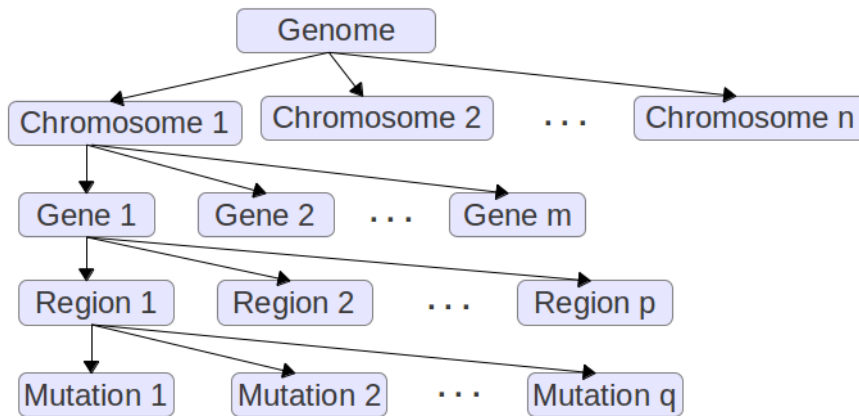 Genome
Chromosome 1 Chromosome 2 ... Chromosome n
Gene 1 Gene 2 ... Gene m
Region 1 Region 2 ... Region p
Mutation 1 Mutation 2 ... Mutation q